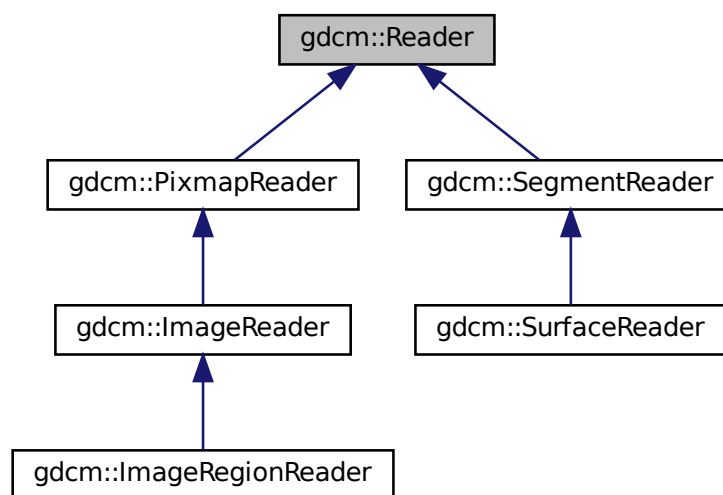 gdcm::Reader
gdcm::PixmapReader
gdcm::SegmentReader
gdcm::ImageReader
gdcm::SurfaceReader
gdcm::ImageRegionReader